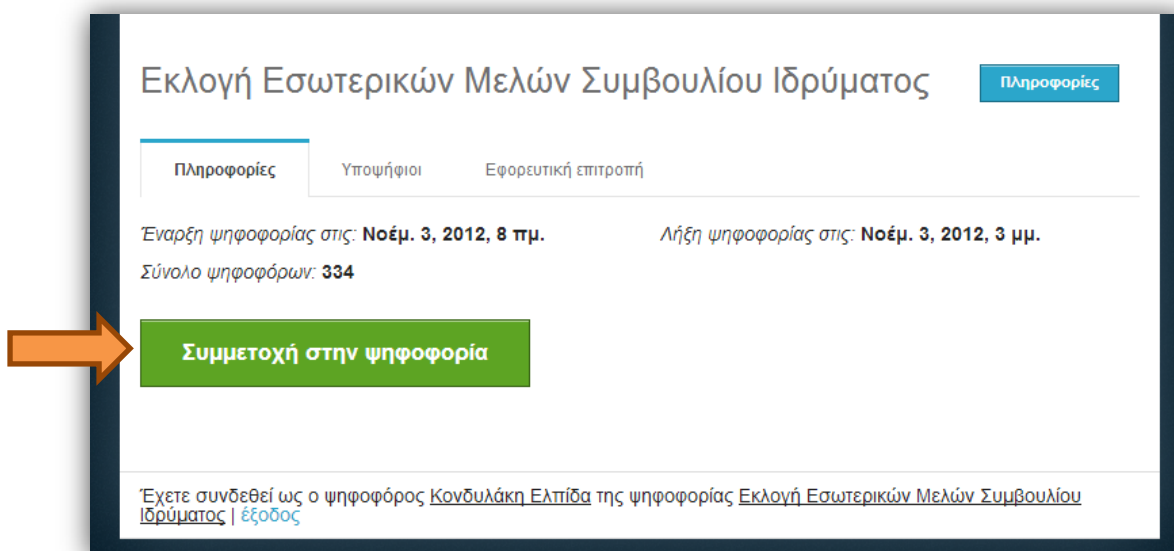 Εκλογή Εσωτερικών Μελών Συμβουλίου Ιδρύματος
Πληροφορίες
Πληροφορίες
Υποψήφιοι
Εφορευτική επιτροπή
Έναρξη ψηφοφορίας στις: Νοέμ. 3, 2012, 8 πμ.
Λήξη ψηφοφορίας στις: Νοέμ. 3, 2012, 3 μμ.
Σύνολο ψηφοφόρων: 334
Συμμετοχή στην ψηφοφορία
Έχετε συνδεθεί ως ο ψηφοφόρος Κονδυλάκη Ελπίδα της ψηφοφορίας Εκλογή Εσωτερικών Μελών Συμβουλίου
Ιδρύματος | έξοδος